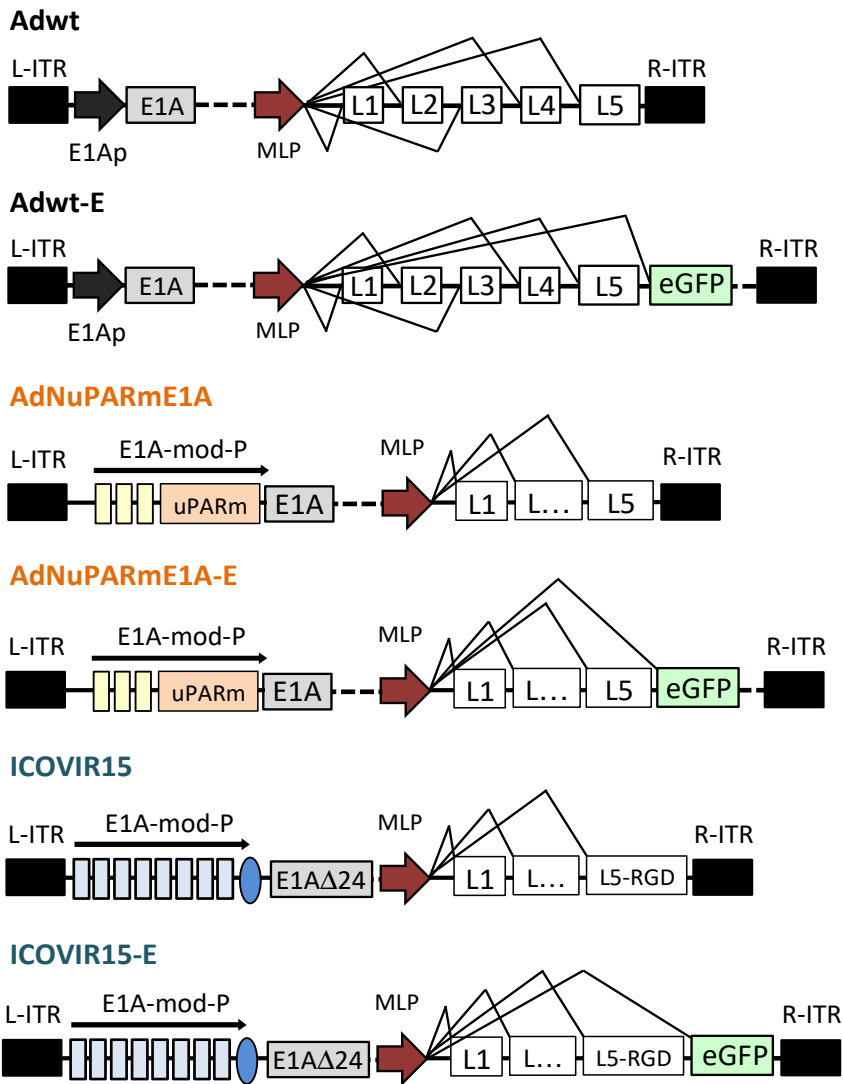 Adwt
L-ITR R-ITR
E1A L1 L2 L3 L4 L5
E1Ap MLP
Adwt-E
L-ITR R-ITR
E1A L1 L2 L3 L4 L5 eGFP
E1Ap MLP
AdNuPARmE1A
L-ITR E1A-mod-P MLP R-ITR
uPARm E1A L1 L... L5
AdNuPARmE1A-E
L-ITR E1A-mod-P MLP R-ITR
uPARm E1A L1 L... L5 eGFP
ICOVIR15
L-ITR E1A-mod-P MLP R-ITR
E1AΔ24 L1 L... L5-RGD
ICOVIR15-E
L-ITR E1A-mod-P MLP R-ITR
E1AΔ24 L1 L... L5-RGD eGFP